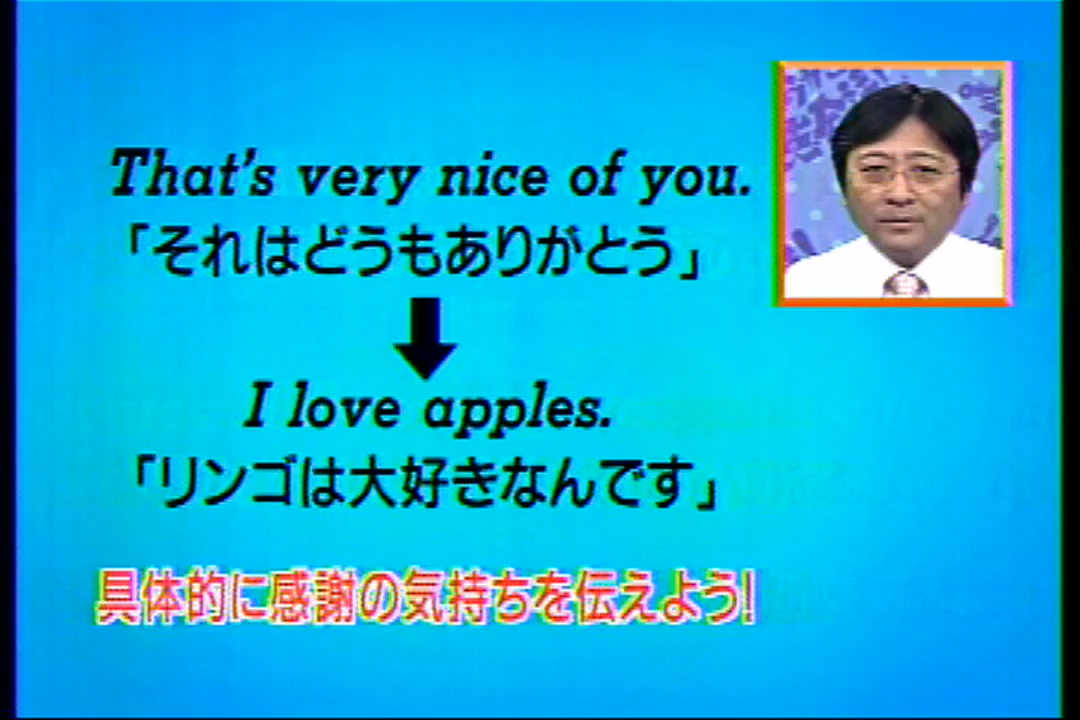 That's very nice of you.
「それはどうもありがとう」
I love apples.
「リンゴは大好きなんです」
具体的に感謝の気持ちを伝えよう!